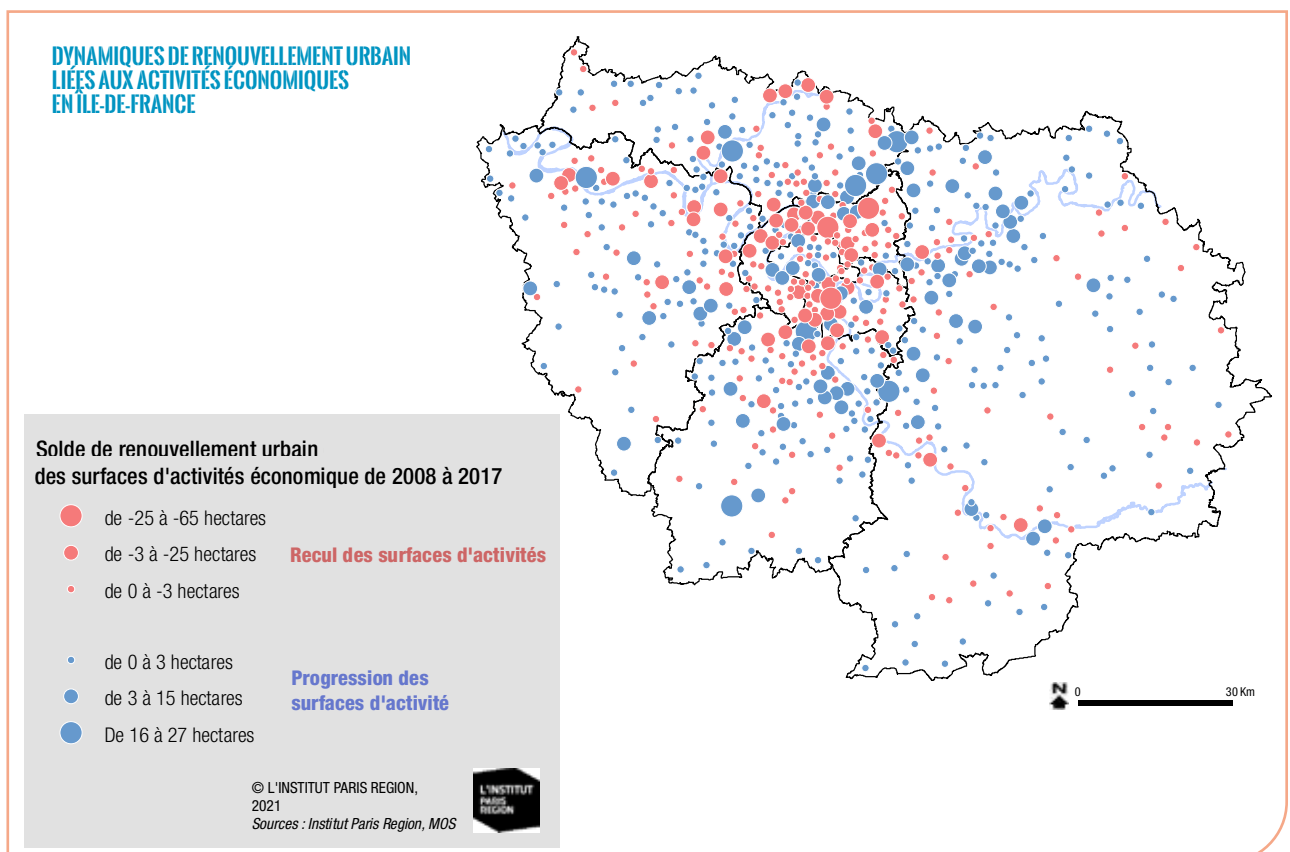 DYNAMIQUES DE RENOUVELLEMENT URBAIN
LIÉES AUX ACTIVITÉS ÉCONOMIQUES
EN ÎLE-DE-FRANCE
Solde de renouvellement urbain
des surfaces d'activités économique de 2008 à 2017
de -25 à -65 hectares
de -3 à -25 hectares
Recul des surfaces d'activités
de 0 à -3 hectares
de 0 à 3 hectares
Progression des
surfaces d'activité
de 3 à 15 hectares
De 16 à 27 hectares
© L'INSTITUT PARIS REGION,
2021
Sources : Institut Paris Region, MOS
L'INSTITUT
PARIS
REGION
N
0
30 Km